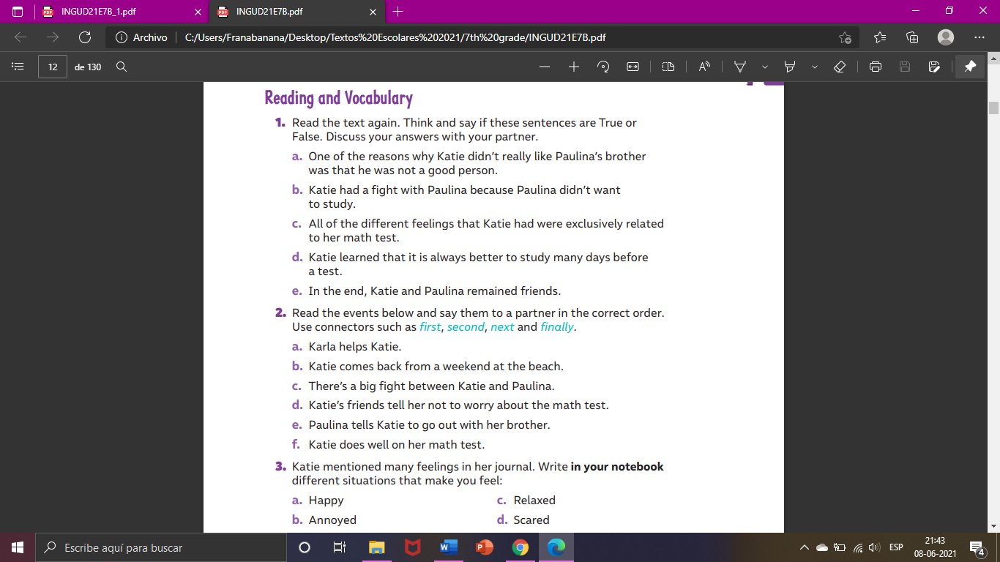 INGUD21E7B_1.pdf
INGUD21E7B.pdf
Archivo
C:/Users/Franabanana/Desktop/Textos%20Escolares%202021/7th%20grade/INGUD21E7B.pdf
12 de 130
Reading and Vocabulary
1. Read the text again. Think and say if these sentences are True or
False. Discuss your answers with your partner.
a. One of the reasons why Katie didn't really like Paulina's brother
was that he was not a good person.
b. Katie had a fight with Paulina because Paulina didn't want
to study.
c. All of the different feelings that Katie had were exclusively related
to her math test.
d. Katie learned that it is always better to study many days before
a test.
e. In the end, Katie and Paulina remained friends.
2. Read the events below and say them to a partner in the correct order.
Use connectors such as first, second, next and finally.
a. Karla helps Katie.
b. Katie comes back from a weekend at the beach.
c. There's a big fight between Katie and Paulina.
d. Katie's friends tell her not to worry about the math test.
e. Paulina tells Katie to go out with her brother.
f. Katie does well on her math test.
3. Katie mentioned many feelings in her journal. Write in your notebook
different situations that make you feel:
a. Happy
c. Relaxed
b. Annoyed
d. Scared
Escribe aquí para buscar
ESP
21:43
08-06-2021
4